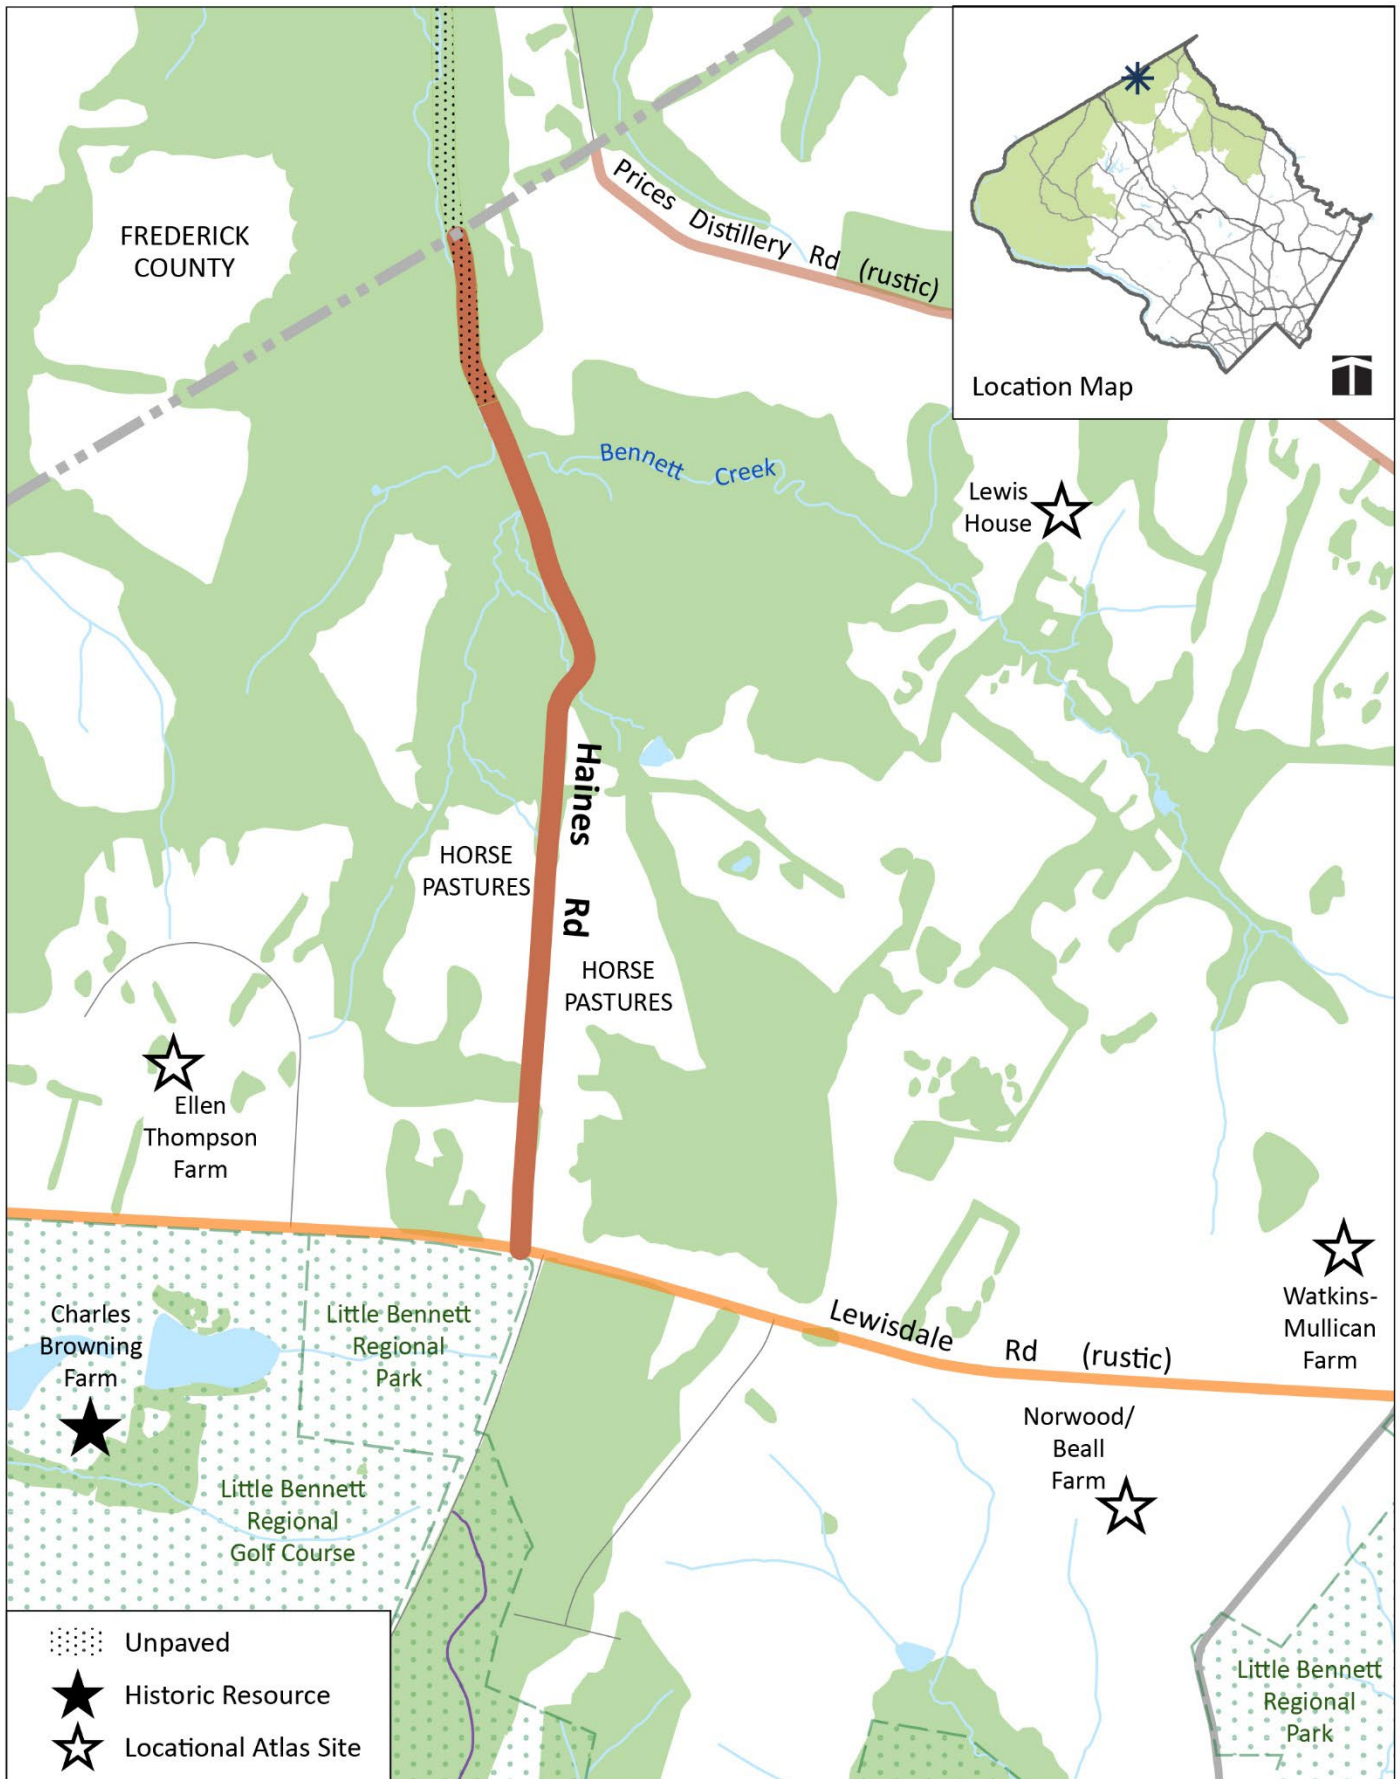 FREDERICK
COUNTY
Prices Distillery Rd (rustic)
Location Map
Bennett Creek
Lewis
House
Haines Rd
HORSE
PASTURES
HORSE
PASTURES
Ellen
Thompson
Farm
Charles
Browning
Farm
Little Bennett
Regional
Park
Lewisdale Rd (rustic)
Watkins-
Mullican
Farm
Norwood/
Beall
Farm
Little Bennett
Regional
Golf Course
Little Bennett
Regional
Park
Unpaved
Historic Resource
Locational Atlas Site